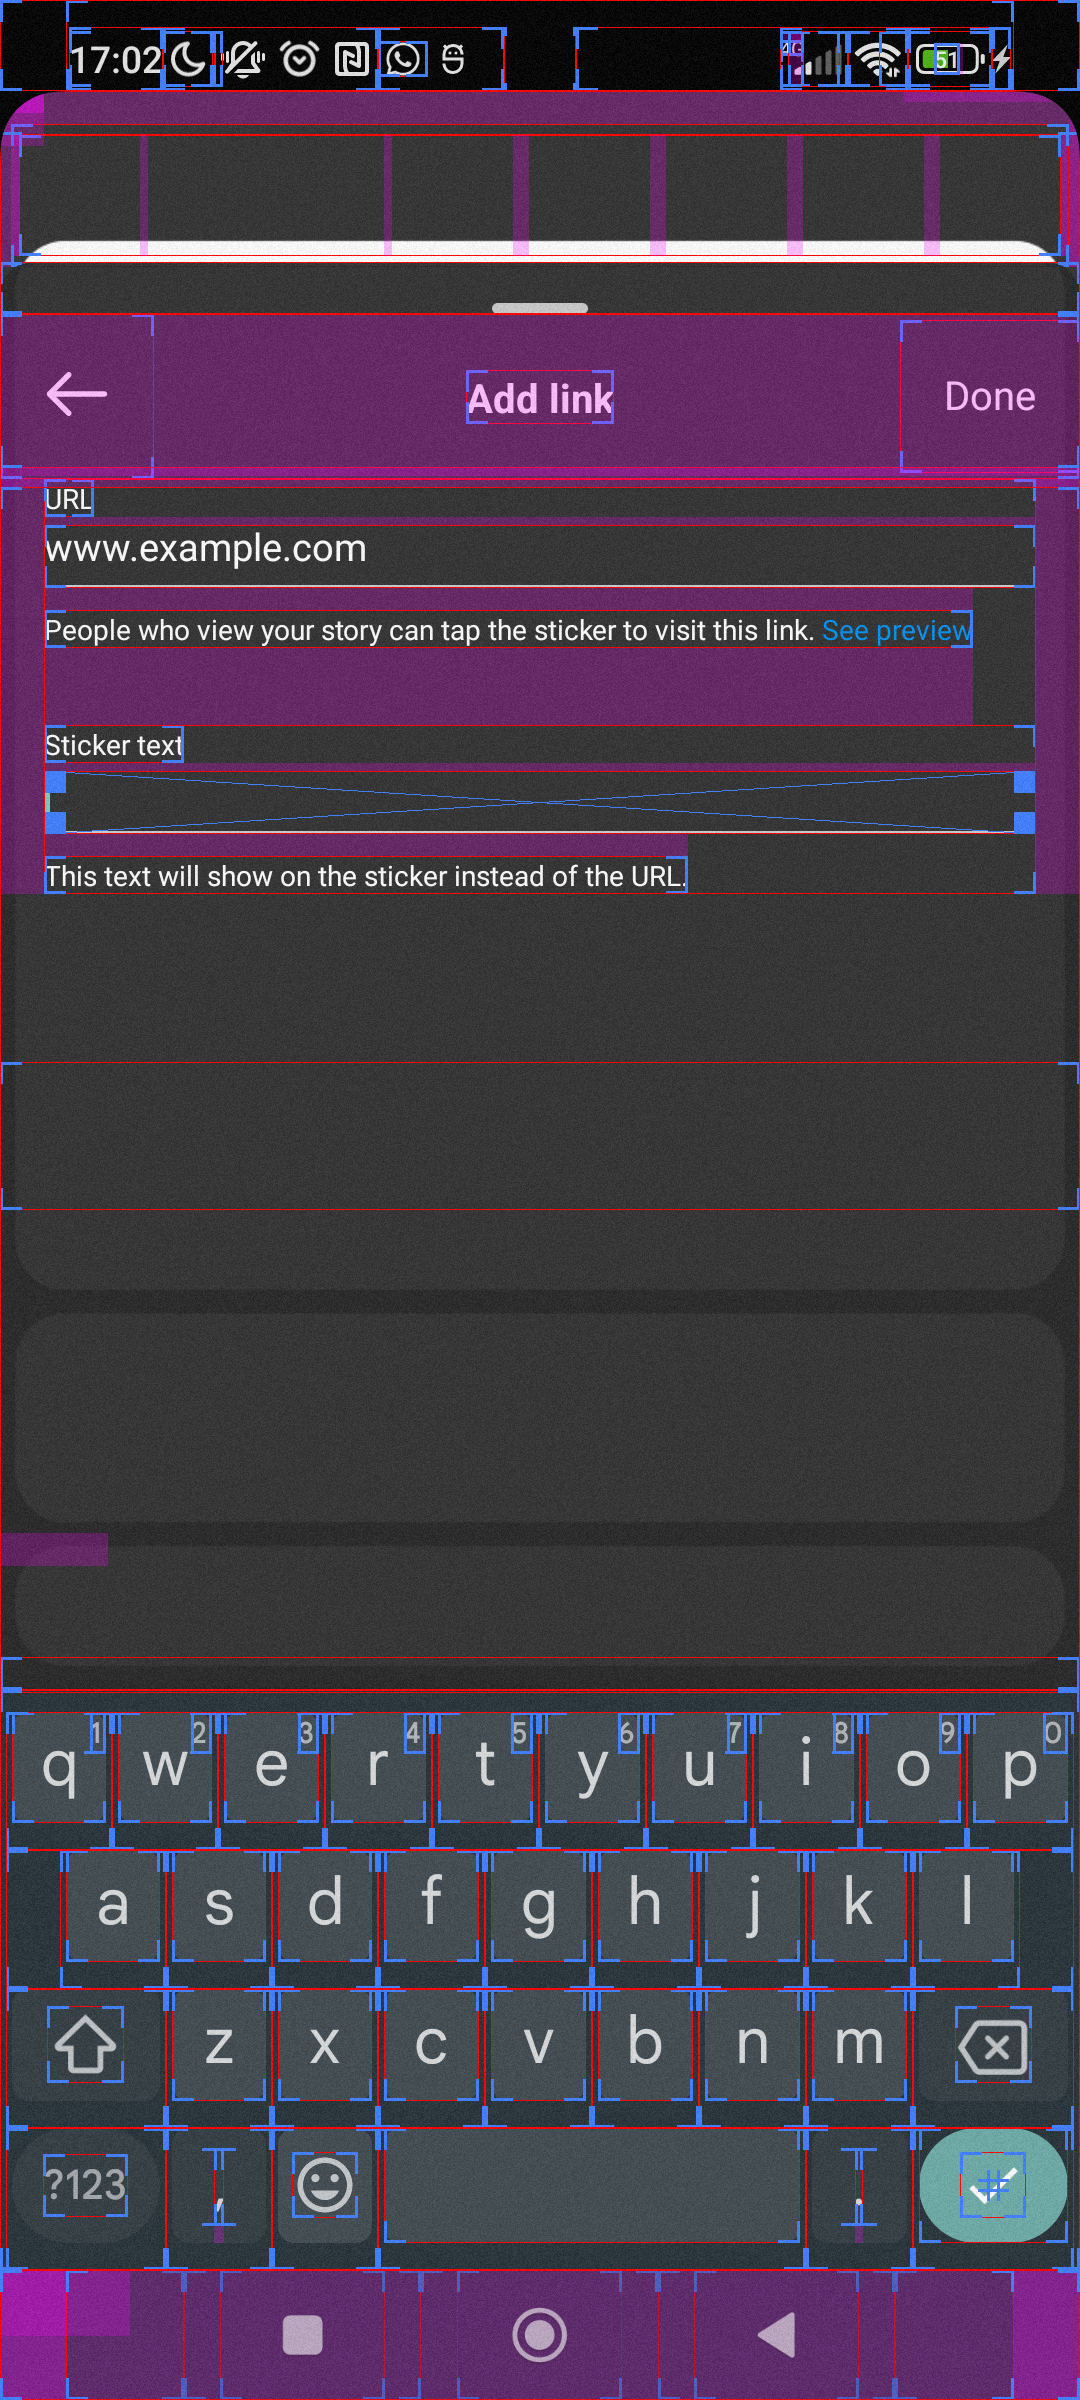 17:02
4G 51
Add link
Done
URL
www.example.com
People who view your story can tap the sticker to visit this link. See preview
Sticker text
This text will show on the sticker instead of the URL.
1 2 3 4 5 6 7 8 9 0
q w e r t y u i o p
a s d f g h j k l
z x c v b n m
?123 , .